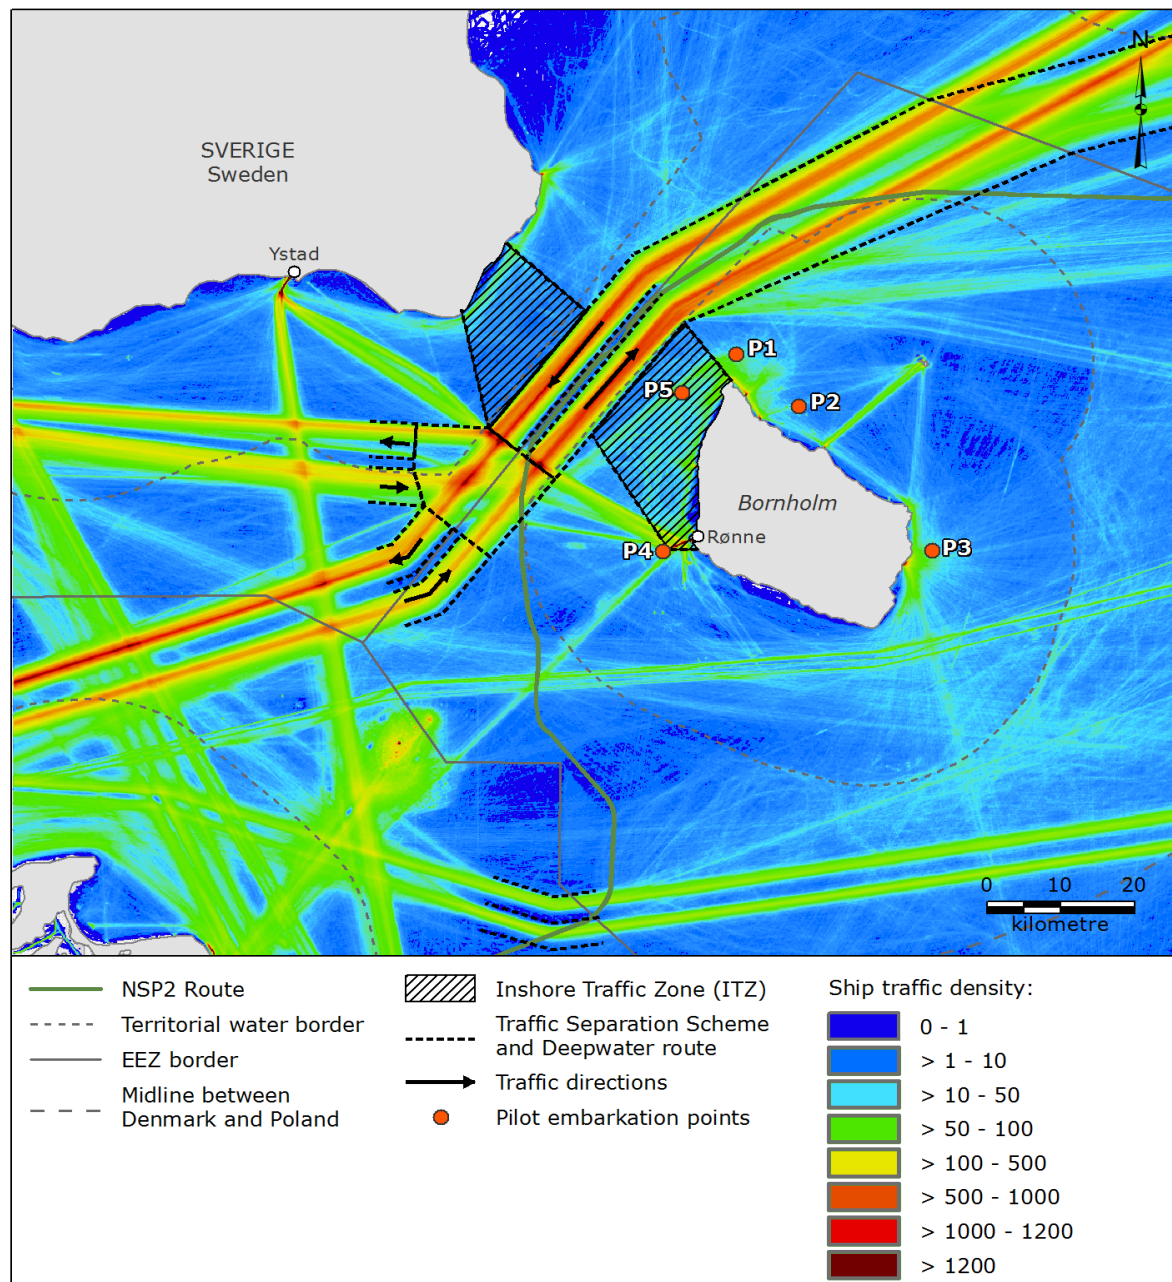 N
SVERIGE
Sweden
Ystad
P1
P5
P2
Bornholm
Rønne
P4
P3
0 10 20
kilometre
NSP2 Route
Territorial water border
EEZ border
Midline between
Denmark and Poland
Inshore Traffic Zone (ITZ)
Traffic Separation Scheme
and Deepwater route
Traffic directions
Pilot embarkation points
Ship traffic density:
0 - 1
> 1 - 10
> 10 - 50
> 50 - 100
> 100 - 500
> 500 - 1000
> 1000 - 1200
> 1200